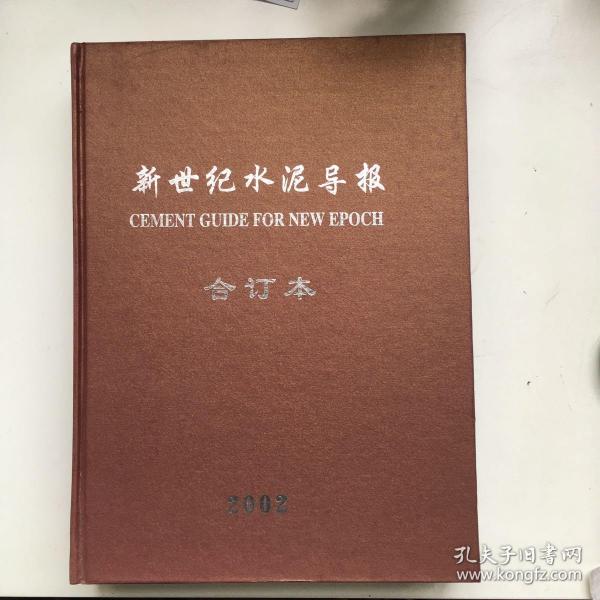 新世纪水泥导报
CEMENT GUIDE FOR NEW EPOCH
合订本
2002
孔夫子旧书网
www.kongfz.com